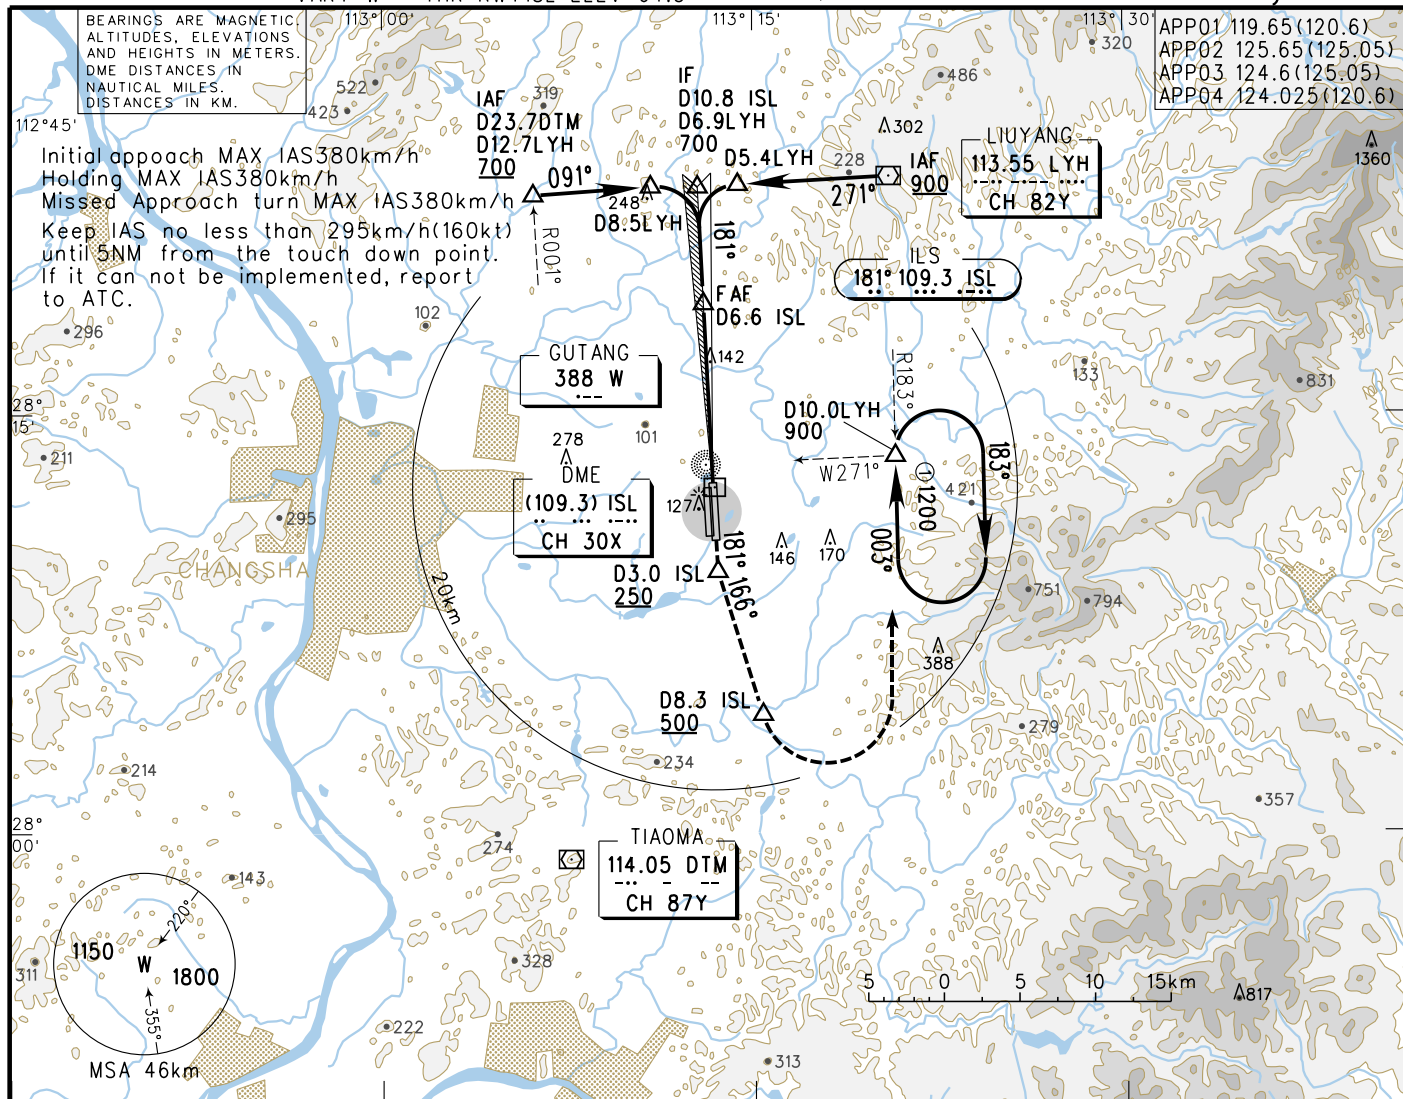 113°00'
113°15'
113°30'
BEARINGS ARE MAGNETIC.
ALTITUDES, ELEVATIONS
AND HEIGHTS IN METERS.
DME DISTANCES IN
NAUTICAL MILES.
DISTANCES IN KM.
APP01 119.65(120.6)
APP02 125.65(125.05)
APP03 124.6(125.05)
APP04 124.025(120.6)
112°45'
522
423
319
320
486
302
228
1360
Initial appoach MAX IAS380km/h
Holding MAX IAS380km/h
Missed Approach turn MAX IAS380km/h
Keep IAS no less than 295km/h(160kt)
until 5NM from the touch down point.
If it can not be implemented, report
to ATC.
IAF
D23.7DTM
D12.7LYH
700
091°
R001°
248
D8.5LYH
IF
D10.8 ISL
D6.9LYH
700
D5.4LYH
271°
IAF
900
LIUYANG
113.55 LYH
CH 82Y
181°
ILS
181° 109.3 ISL
FAF
D6.6 ISL
142
296
102
GUTANG
388 W
101
278
133
831
800
500
300
28°
15'
211
R183°
D10.0LYH
900
W271°
183°
1
1200
003°
421
DME
(109.3) ISL
CH 30X
127
295
CHANGSHA
20km
146
170
751
794
388
181°
166°
D3.0 ISL
250
D8.3 ISL
500
234
279
214
357
28°
00'
274
TIAOMA
114.05 DTM
CH 87Y
143
220°
1150
W
1800
355°
MSA 46km
311
328
222
313
5 0 5 10 15km
817